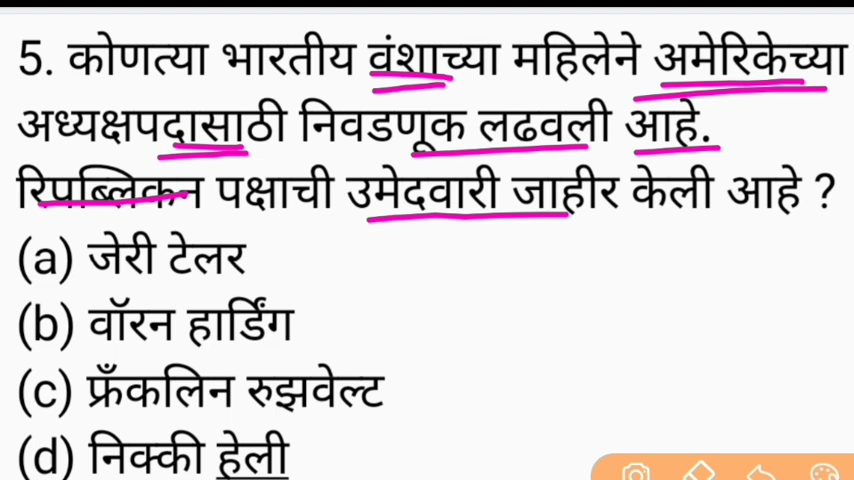 5. कोणत्या भारतीय वंशाच्या महिलेने अमेरिकेच्या
अध्यक्षपदासाठी निवडणूक लढवली आहे.
रिपब्लिकन पक्षाची उमेदवारी जाहीर केली आहे ?
(a) जेरी टेलर
(b) वॉरन हार्डिंग
(c) फ्रँकलिन रुझवेल्ट
(d) निक्की हेली